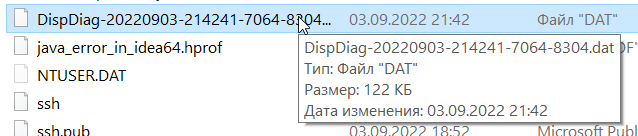 DispDiag-20220903-214241-7064-8304... 03.09.2022 21:42 Файл "DAT"
java_error_in_idea64.hprof
DispDiag-20220903-214241-7064-8304.dat
NTUSER.DAT
Тип: Файл "DAT"
Размер: 122 КБ
ssh
Дата изменения: 03.09.2022 21:42
ssh.pub 03.09.2022 18:52 Microsoft Publ